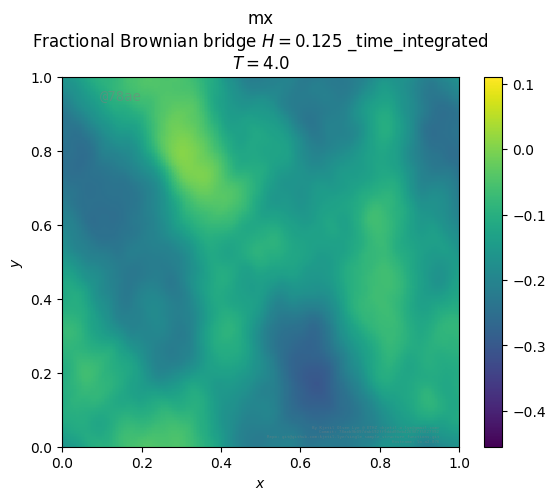 mx
Fractional Brownian bridge H = 0.125 _time_integrated
T = 4.0
1.0
0.8
0.6
0.4
0.2
0.0
y
0.0 0.2 0.4 0.6 0.8 1.0
x
0.1
0.0
−0.1
−0.2
−0.3
−0.4